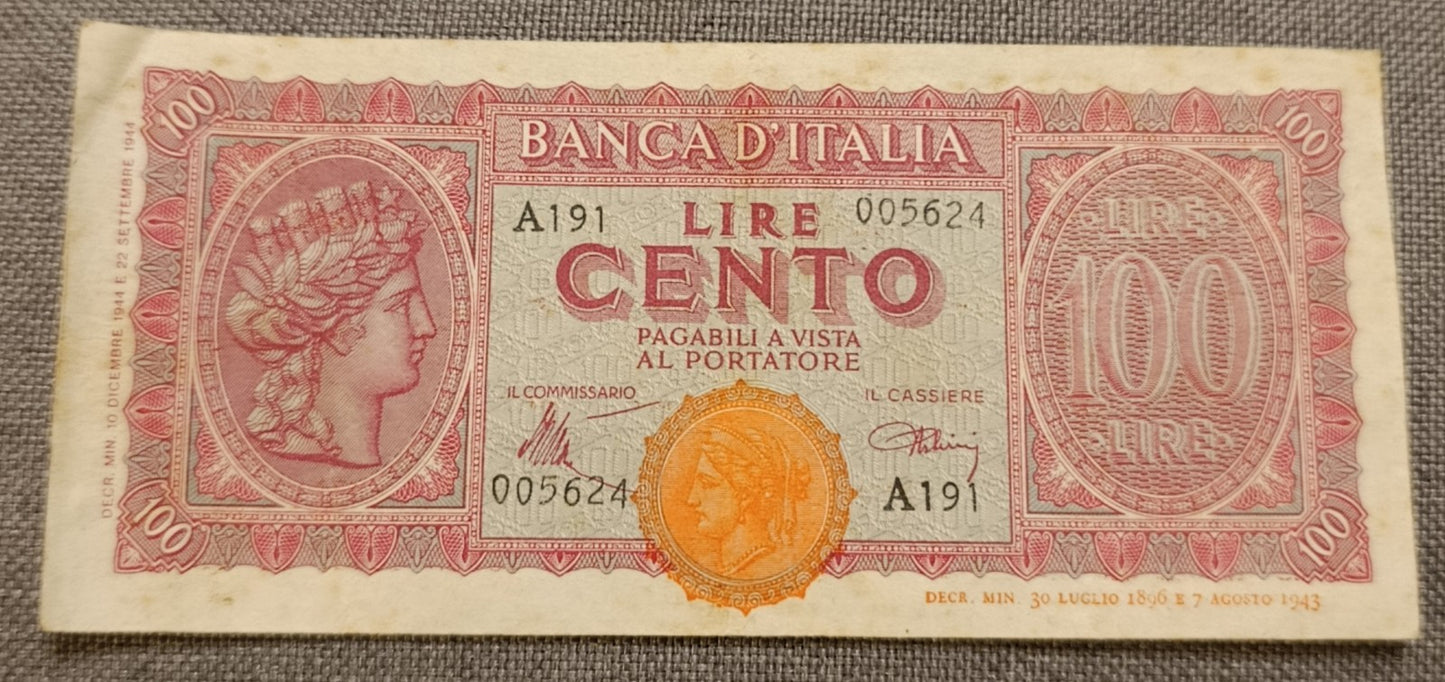 100
100
DECR. MIN. 10 DICEMBRE 1944 E 22 SETTEMBRE 1944
BANCA D'ITALIA
A191
LIRE
005624
CENTO
PAGABILI A VISTA
AL PORTATORE
IL COMMISSARIO
IL CASSIERE
005624
A191
LIRE
100
LIRE
100
100
DECR. MIN. 30 LUGLIO 1896 E 7 AGOSTO 1943